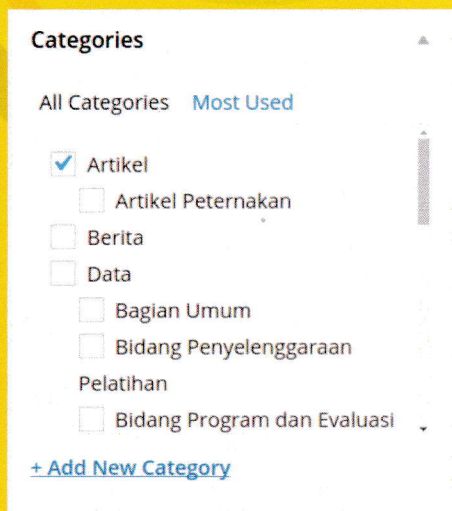 Categories
All Categories Most Used
Artikel
Artikel Peternakan
Berita
Data
Bagian Umum
Bidang Penyelenggaraan
Pelatihan
Bidang Program dan Evaluasi
+ Add New Category